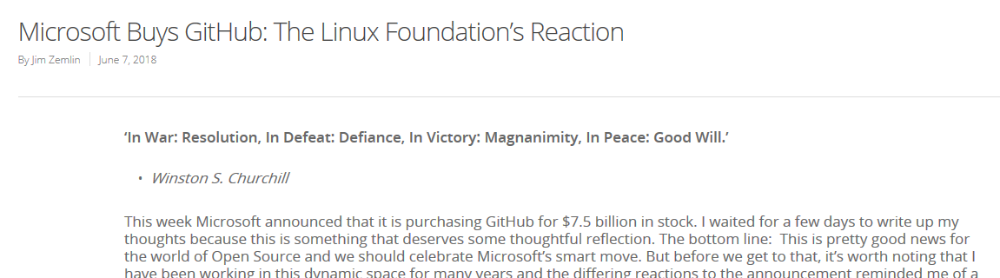 Microsoft Buys GitHub: The Linux Foundation’s Reaction
By Jim Zemlin | June 7, 2018
‘In War: Resolution, In Defeat: Defiance, In Victory: Magnanimity, In Peace: Good Will.’
• Winston S. Churchill
This week Microsoft announced that it is purchasing GitHub for $7.5 billion in stock. I waited for a few days to write up my
thoughts because this is something that deserves some thoughtful reflection. The bottom line:  This is pretty good news for
the world of Open Source and we should celebrate Microsoft’s smart move. But before we get to that, it’s worth noting that I
have been working in this dynamic space for many years and the differing reactions to the announcement reminded me of a